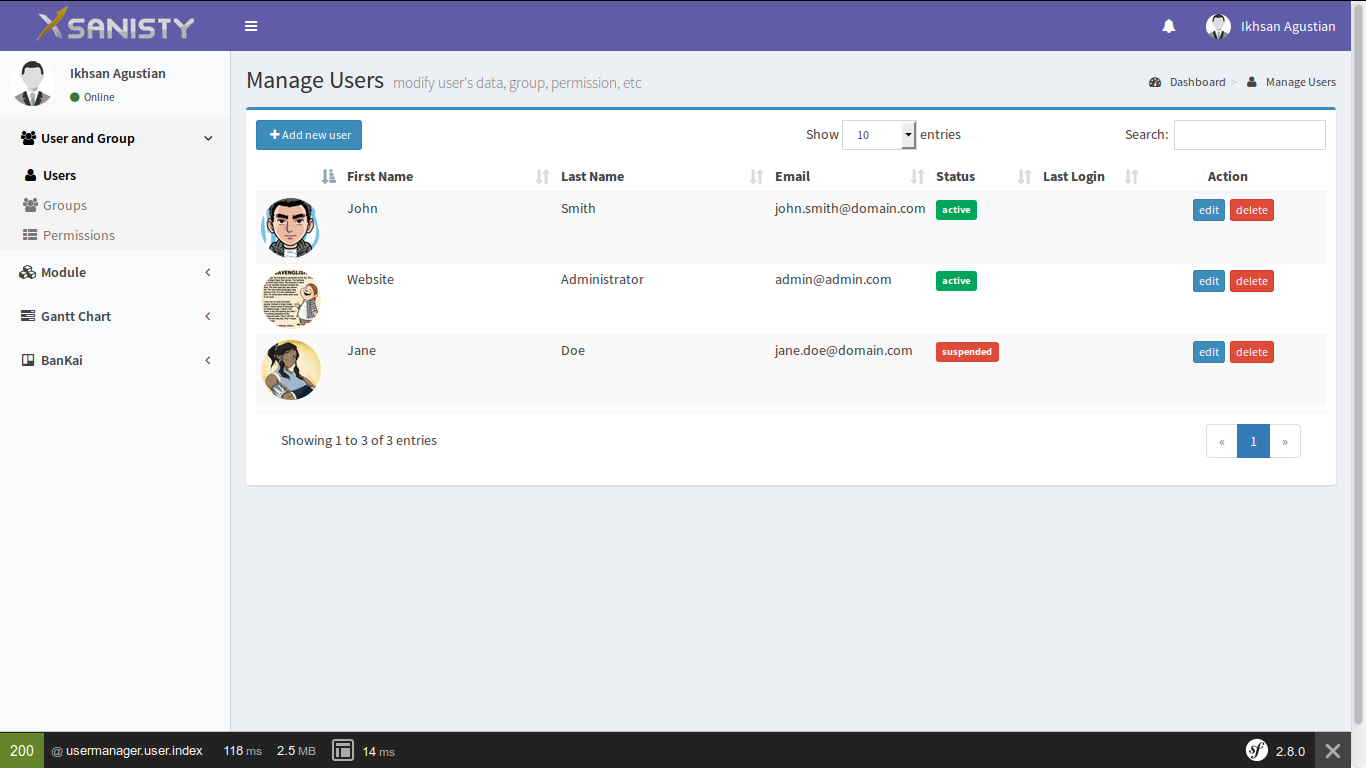 XSANISTY
Ikhsan Agustian
Ikhsan Agustian
Online
User and Group
Users
Groups
Permissions
Module
Gantt Chart
BanKai
Manage Users modify user's data, group, permission, etc
Dashboard > Manage Users
Add new user
Show 10 entries
Search:
First Name Last Name Email Status Last Login Action
John Smith john.smith@domain.com active edit delete
Website Administrator admin@admin.com active edit delete
Jane Doe jane.doe@domain.com suspended edit delete
Showing 1 to 3 of 3 entries
« 1 »
200 @ usermanager.user.index 118 ms 2.5 MB 14 ms sf 2.8.0